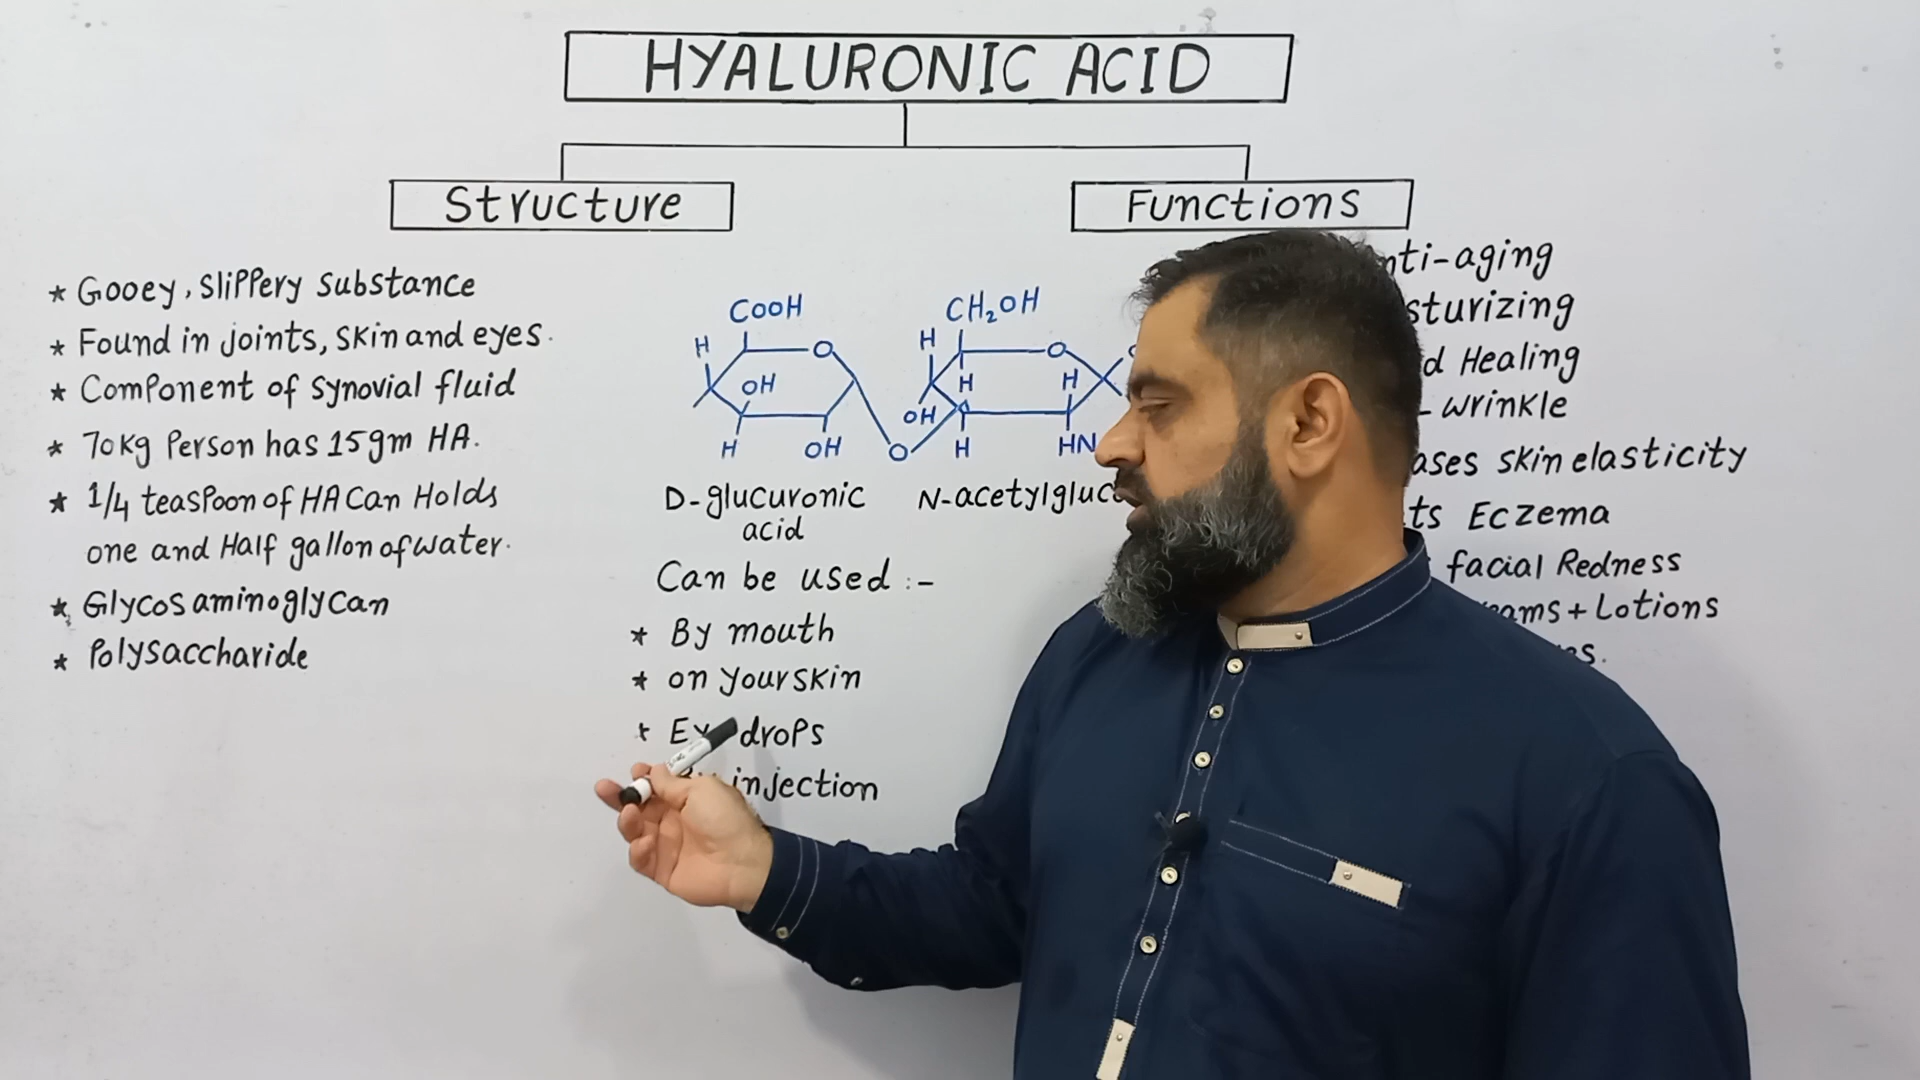 HYALURONIC ACID
Structure
Functions
* Gooey, Slippery Substance
* Found in joints, skin and eyes.
* Component of synovial fluid
* 70kg Person has 15gm HA.
* 1/4 teaspoon of HA Can Holds
one and Half gallon of water.
* Glycosaminoglycan
* Polysaccharide
COOH
H
O
OH
H
OH
O
CH₂OH
H
O
H
H
OH
H
HN
D-glucuronic
acid
Can be used :-
* By mouth
* on your skin
drops
injection
aging
Healing
wrinkle
skin elasticity
Eczema
facial Redness
+ Lotions